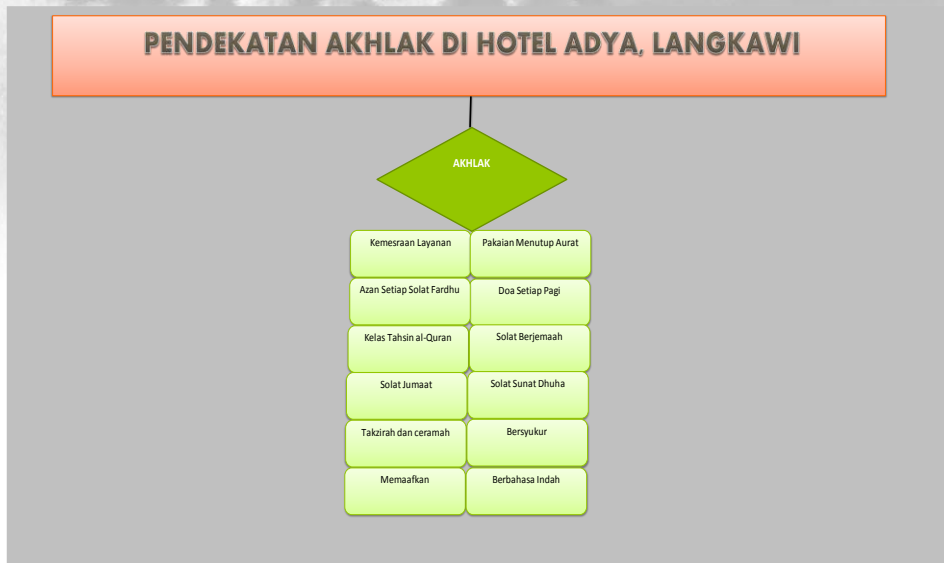 PENDEKATAN AKHLAK DI HOTEL ADYA, LANGKAWI
AKHLAK
Kemesraan Layanan
Pakaian Menutup Aurat
Azan Setiap Solat Fardhu
Doa Setiap Pagi
Kelas Tahsin al-Quran
Solat Berjemaah
Solat Jumaat
Solat Sunat Dhuha
Takzirah dan ceramah
Bersyukur
Memaafkan
Berbahasa Indah